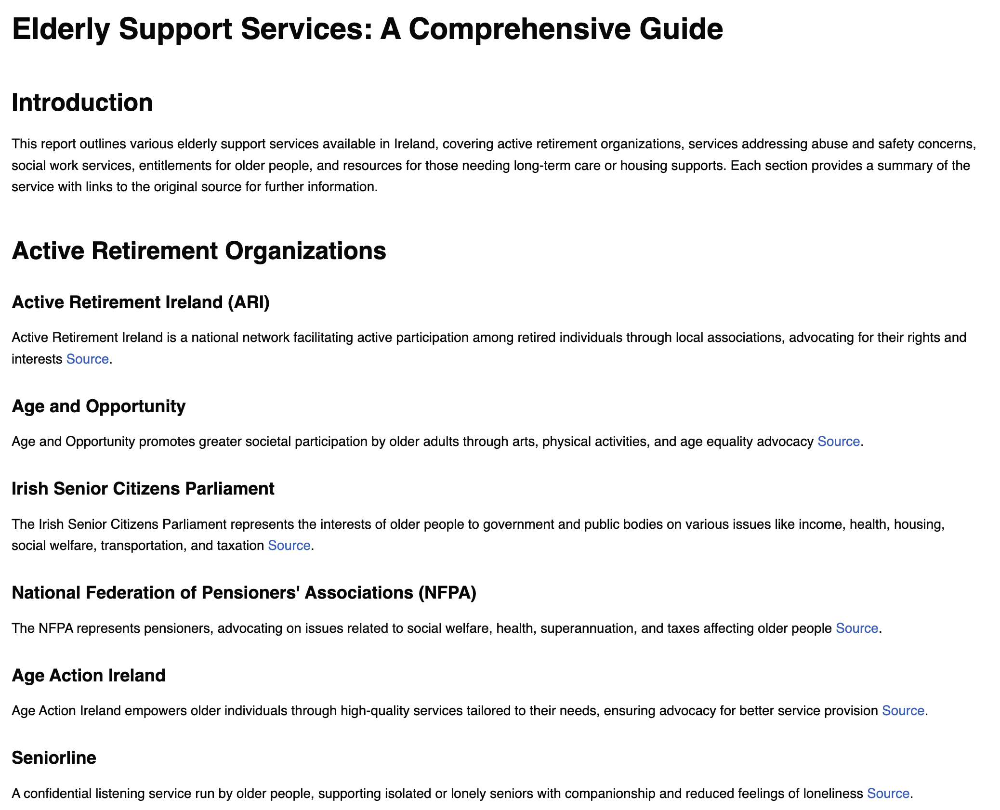 Elderly Support Services: A Comprehensive Guide
Introduction
This report outlines various elderly support services available in Ireland, covering active retirement organizations, services addressing abuse and safety concerns,
social work services, entitlements for older people, and resources for those needing long-term care or housing supports. Each section provides a summary of the
service with links to the original source for further information.
Active Retirement Organizations
Active Retirement Ireland (ARI)
Active Retirement Ireland is a national network facilitating active participation among retired individuals through local associations, advocating for their rights and
interests Source.
Age and Opportunity
Age and Opportunity promotes greater societal participation by older adults through arts, physical activities, and age equality advocacy Source.
Irish Senior Citizens Parliament
The Irish Senior Citizens Parliament represents the interests of older people to government and public bodies on various issues like income, health, housing,
social welfare, transportation, and taxation Source.
National Federation of Pensioners' Associations (NFPA)
The NFPA represents pensioners, advocating on issues related to social welfare, health, superannuation, and taxes affecting older people Source.
Age Action Ireland
Age Action Ireland empowers older individuals through high-quality services tailored to their needs, ensuring advocacy for better service provision Source.
Seniorline
A confidential listening service run by older people, supporting isolated or lonely seniors with companionship and reduced feelings of loneliness Source.